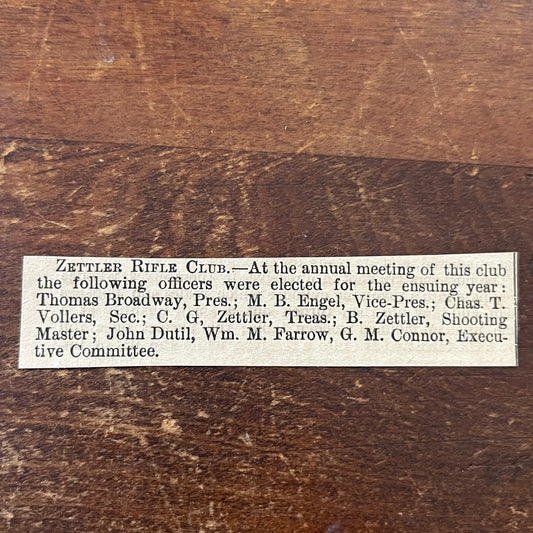 ZETTLER RIFLE CLUB.—At the annual meeting of this club
the following officers were elected for the ensuing year:
Thomas Broadway, Pres.; M. B. Engel, Vice-Pres.; Chas. T.
Vollers, Sec.; C. G, Zettler, Treas.; B. Zettler, Shooting
Master; John Dutil, Wm. M. Farrow, G. M. Connor, Execu-
tive Committee.